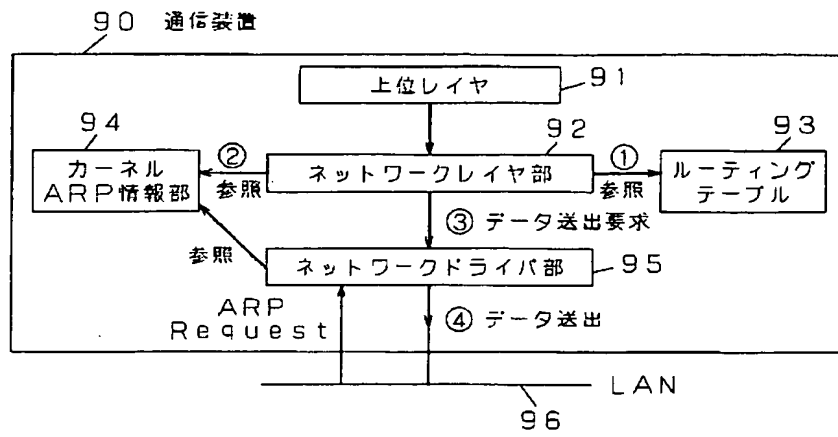 90 通信装置
上位レイヤ
91
94
92
93
カーネル
ARP情報部
②
参照
ネットワークレイヤ部
①
参照
ルーティング
テーブル
③ データ送出要求
参照
ネットワークドライバ部
95
ARP
Request
④ データ送出
LAN
96